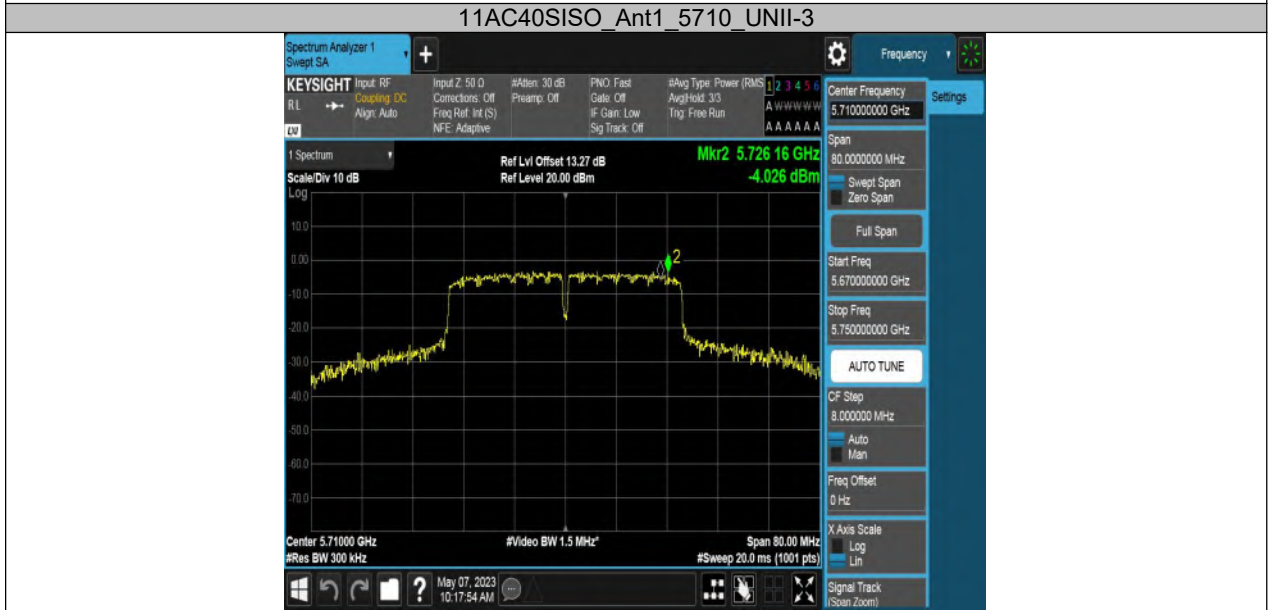 11AC40SISO_Ant1_5710_UNII-3
Spectrum Analyzer 1
Swept SA
+
Frequency
KEYSIGHT
RL
LXI
Input: RF
Coupling: DC
Align: Auto
Input Z: 50 Ω
Corrections: Off
Freq Ref: Int (S)
NFE: Adaptive
#Atten: 30 dB
Preamp: Off
PNO: Fast
Gate: Off
IF Gain: Low
Sig Track: Off
#Avg Type: Power (RMS
Avg|Hold: 3/3
Trig: Free Run
1 2 3 4 5 6
A W W W W W
A A A A A A
Center Frequency
5.710000000 GHz
Settings
1 Spectrum
Scale/Div 10 dB
Log
Ref Lvl Offset 13.27 dB
Ref Level 20.00 dBm
Mkr2 5.726 16 GHz
-4.026 dBm
10.0
0.00
-10.0
-20.0
-30.0
-40.0
-50.0
-60.0
-70.0
2
Center 5.71000 GHz
#Res BW 300 kHz
#Video BW 1.5 MHz*
Span 80.00 MHz
#Sweep 20.0 ms (1001 pts)
Span
80.0000000 MHz
Swept Span
Zero Span
Full Span
Start Freq
5.670000000 GHz
Stop Freq
5.750000000 GHz
AUTO TUNE
CF Step
8.000000 MHz
Auto
Man
Freq Offset
0 Hz
X Axis Scale
Log
Lin
Signal Track
(Span Zoom)
?
May 07, 2023
10:17:54 AM